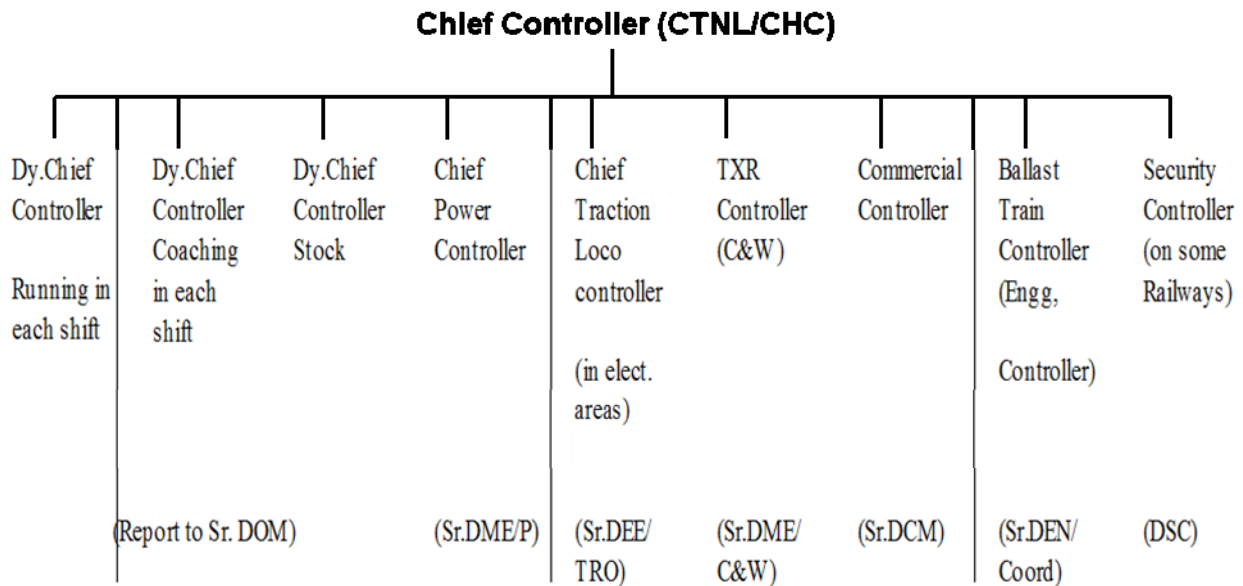 Chief Controller (CTNL/CHC)
Dy.Chief
Controller
Running in
each shift
Dy.Chief
Controller
Coaching
in each
shift
Dy.Chief
Controller
Stock
Chief
Power
Controller
Chief
Traction
Loco
controller
(in elect.
areas)
TXR
Controller
(C&W)
Commercial
Controller
Ballast
Train
Controller
(Engg,
Controller)
Security
Controller
(on some
Railways)
(Report to Sr. DOM)
(Sr.DME/P)
(Sr.DEE/
TRO)
(Sr.DME/
C&W)
(Sr.DCM)
(Sr.DEN/
Coord)
(DSC)